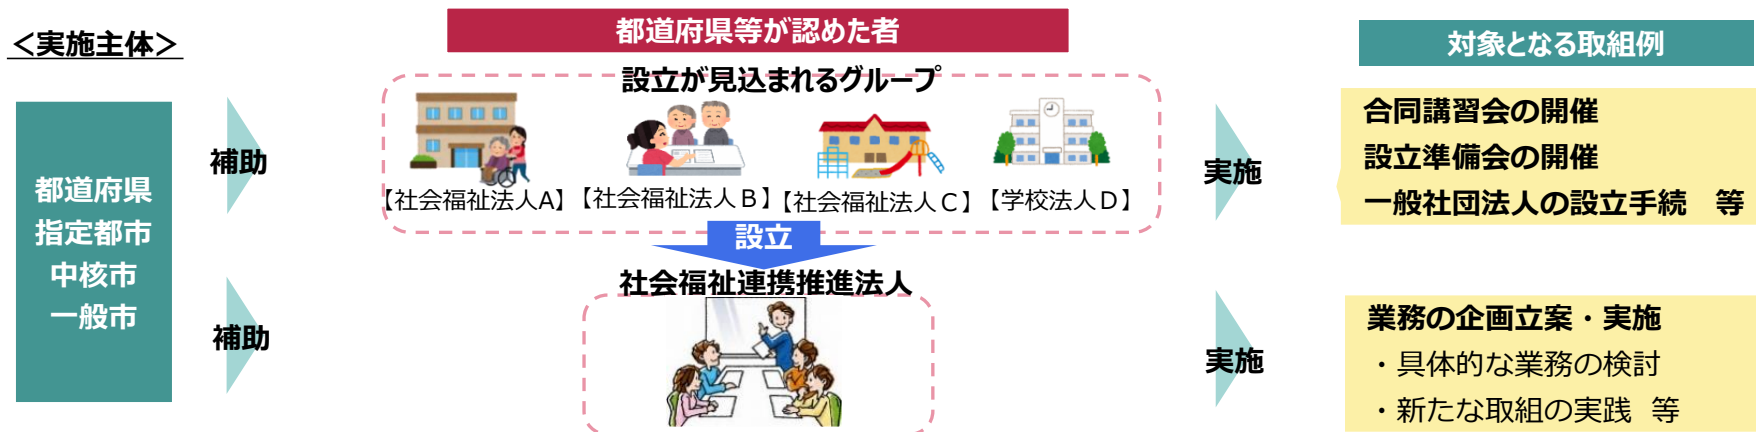 ＜実施主体＞
都道府県
指定都市
中核市
一般市
補助
補助
都道府県等が認めた者
設立が見込まれるグループ
【社会福祉法人A】
【社会福祉法人Ｂ】
【社会福祉法人Ｃ】
【学校法人Ｄ】
設立
社会福祉連携推進法人
実施
実施
対象となる取組例
合同講習会の開催
設立準備会の開催
一般社団法人の設立手続　等
業務の企画立案・実施
・具体的な業務の検討
・新たな取組の実践　等